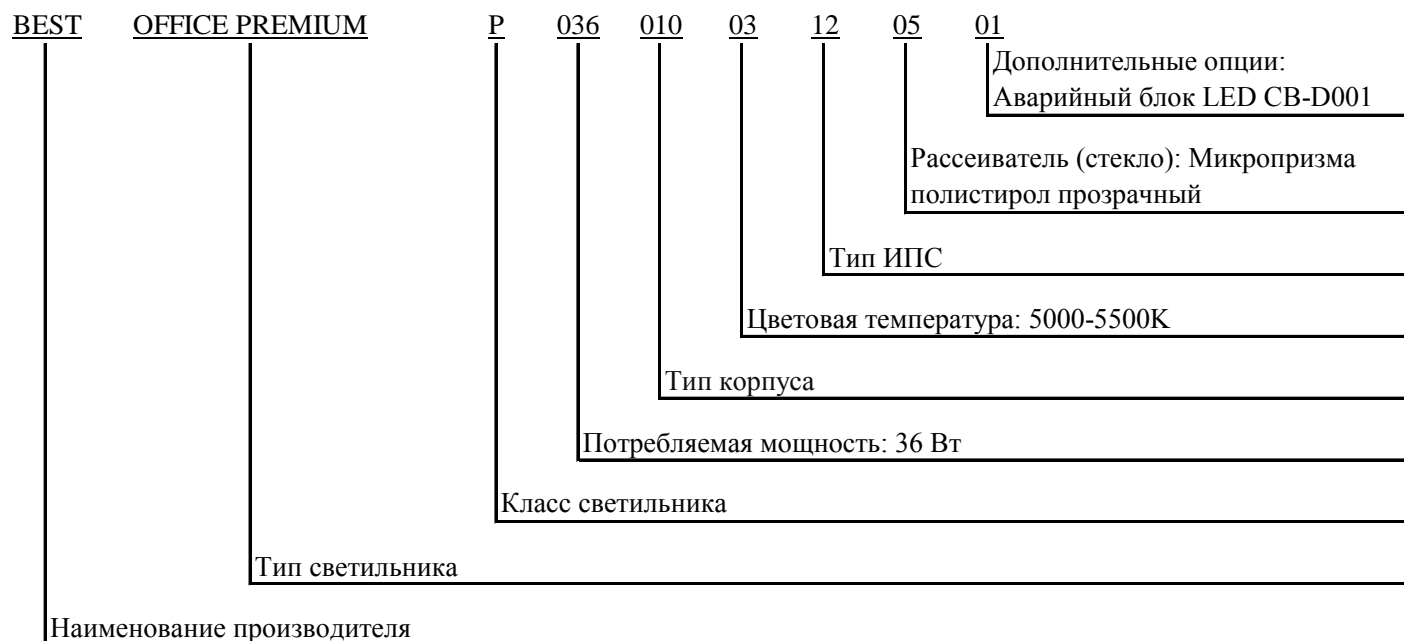 BEST OFFICE PREMIUM P 036 010 03 12 05 01
Дополнительные опции:
Аварийный блок LED CB-D001
Рассеиватель (стекло): Микропризма
полистирол прозрачный
Тип ИПС
Цветовая температура: 5000-5500К
Тип корпуса
Потребляемая мощность: 36 Вт
Класс светильника
Тип светильника
Наименование производителя